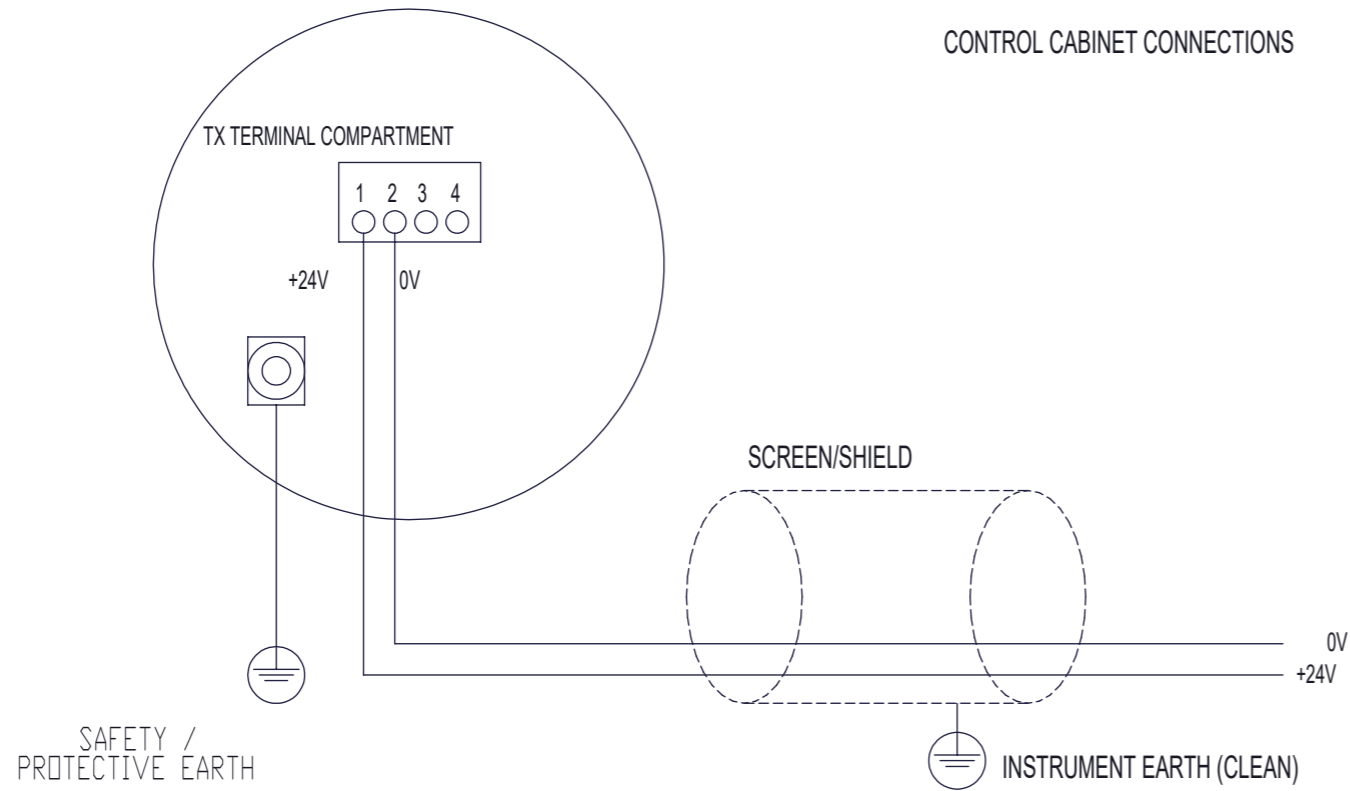 CONTROL CABINET CONNECTIONS
TX TERMINAL COMPARTMENT
1 2 3 4
+24V 0V
SCREEN/SHIELD
0V
+24V
SAFETY /
PROTECTIVE EARTH
INSTRUMENT EARTH (CLEAN)